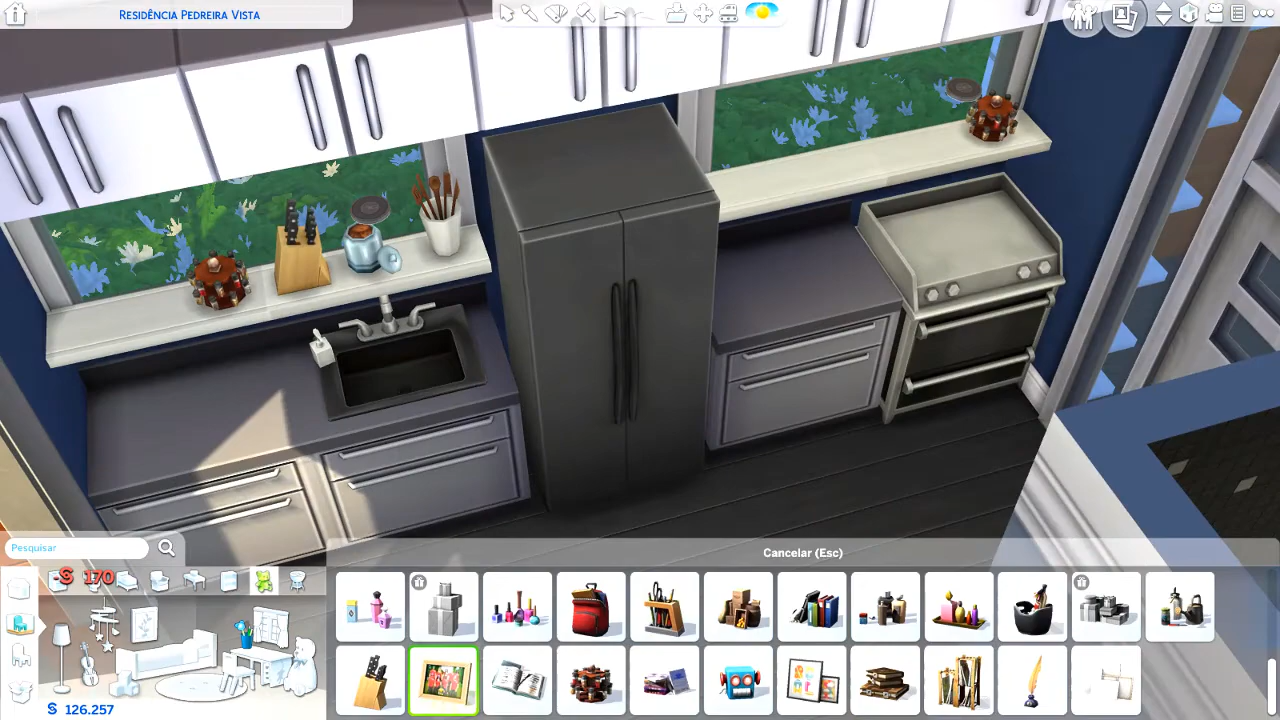 RESIDÊNCIA PEDREIRA VISTA
Cancelar (Esc)
Pesquisar
S 170
S 126.257